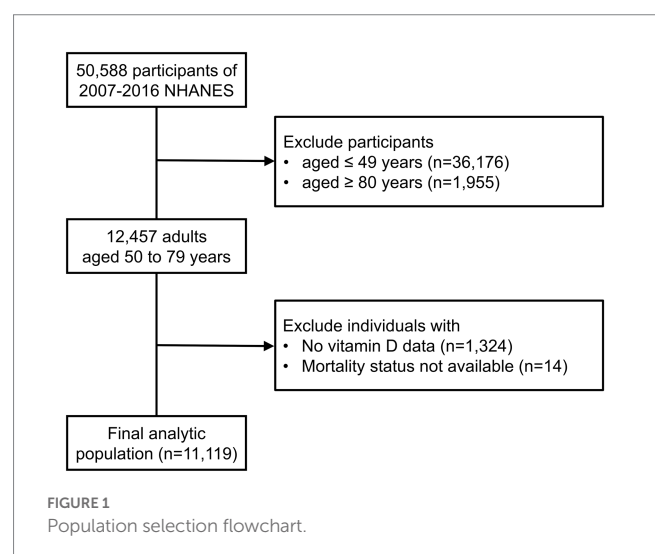 50,588 participants of
2007-2016 NHANES
Exclude participants
• aged ≤ 49 years (n=36,176)
• aged ≥ 80 years (n=1,955)
12,457 adults
aged 50 to 79 years
Exclude individuals with
• No vitamin D data (n=1,324)
• Mortality status not available (n=14)
Final analytic
population (n=11,119)
FIGURE 1
Population selection flowchart.